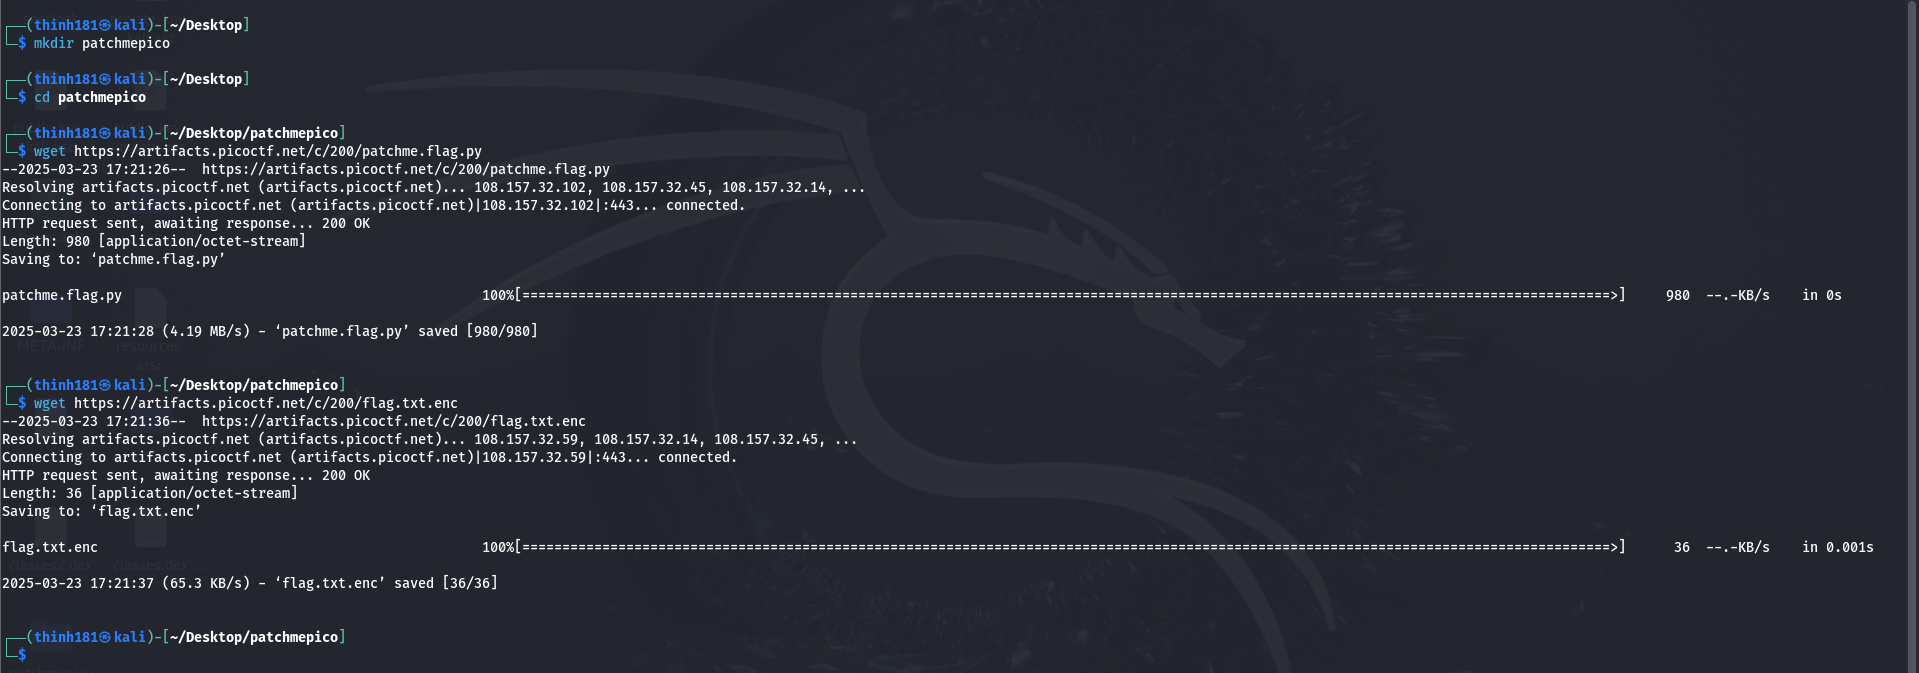 ┌──(thinh181㉿kali)-[~/Desktop]
└─$ mkdir patchmepico
┌──(thinh181㉿kali)-[~/Desktop]
└─$ cd patchmepico
┌──(thinh181㉿kali)-[~/Desktop/patchmepico]
└─$ wget https://artifacts.picoctf.net/c/200/patchme.flag.py
--2025-03-23 17:21:26--  https://artifacts.picoctf.net/c/200/patchme.flag.py
Resolving artifacts.picoctf.net (artifacts.picoctf.net)... 108.157.32.102, 108.157.32.45, 108.157.32.14, ...
Connecting to artifacts.picoctf.net (artifacts.picoctf.net)|108.157.32.102|:443... connected.
HTTP request sent, awaiting response... 200 OK
Length: 980 [application/octet-stream]
Saving to: ‘patchme.flag.py’
patchme.flag.py 100%[========================================================================================================================================>] 980 --.-KB/s in 0s
2025-03-23 17:21:28 (4.19 MB/s) - ‘patchme.flag.py’ saved [980/980]
META-INF resources.
arsc
┌──(thinh181㉿kali)-[~/Desktop/patchmepico]
└─$ wget https://artifacts.picoctf.net/c/200/flag.txt.enc
--2025-03-23 17:21:36--  https://artifacts.picoctf.net/c/200/flag.txt.enc
Resolving artifacts.picoctf.net (artifacts.picoctf.net)... 108.157.32.59, 108.157.32.14, 108.157.32.45, ...
Connecting to artifacts.picoctf.net (artifacts.picoctf.net)|108.157.32.59|:443... connected.
HTTP request sent, awaiting response... 200 OK
Length: 36 [application/octet-stream]
Saving to: ‘flag.txt.enc’
flag.txt.enc 100%[========================================================================================================================================>] 36 --.-KB/s in 0.001s
classes2.dex classes.dex
2025-03-23 17:21:37 (65.3 KB/s) - ‘flag.txt.enc’ saved [36/36]
┌──(thinh181㉿kali)-[~/Desktop/patchmepico]
└─$